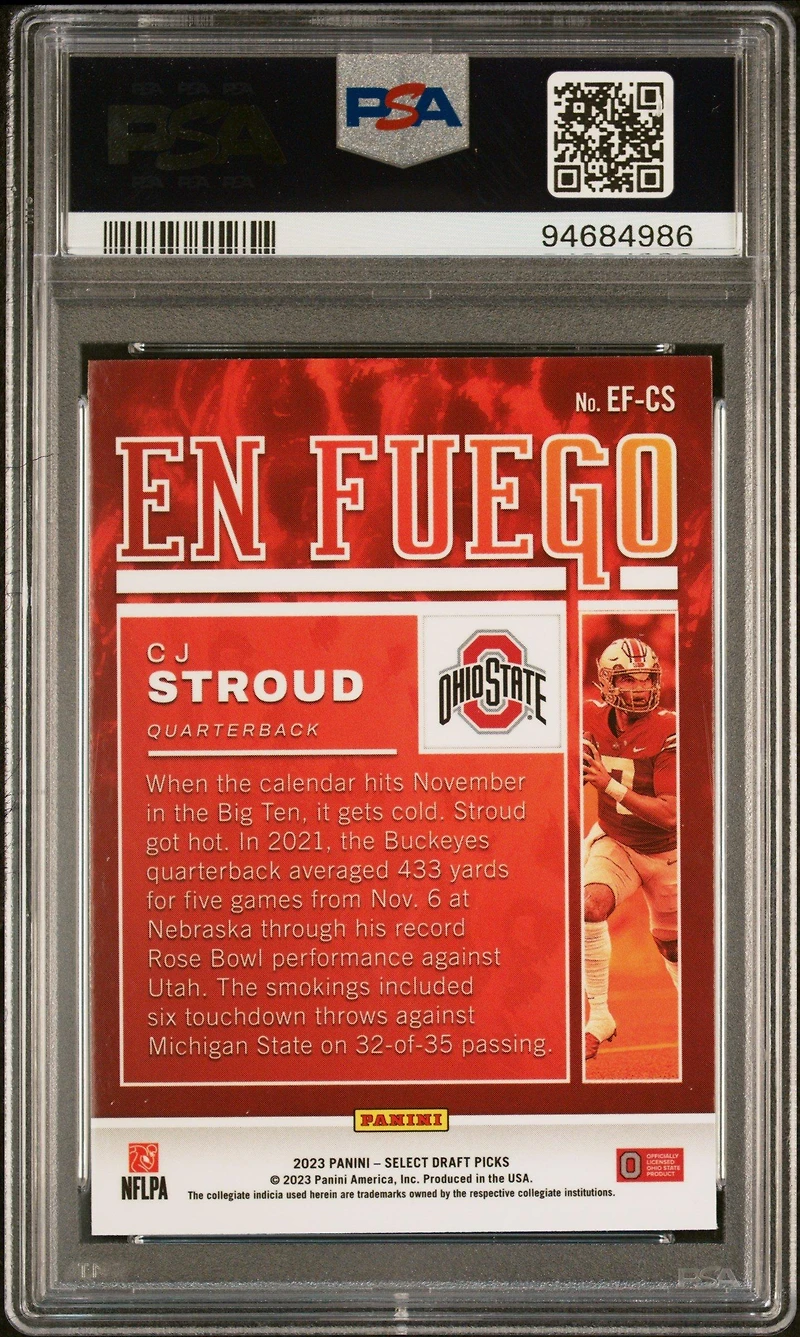 PSA
94684986
No. EF-CS
EN FUEGO
CJ
STROUD
QUARTERBACK
OHIO STATE
When the calendar hits November
in the Big Ten, it gets cold. Stroud
got hot. In 2021, the Buckeyes
quarterback averaged 433 yards
for five games from Nov. 6 at
Nebraska through his record
Rose Bowl performance against
Utah. The smokings included
six touchdown throws against
Michigan State on 32-of-35 passing.
7
PANINI
NFLPA
2023 PANINI – SELECT DRAFT PICKS
© 2023 Panini America, Inc. Produced in the USA.
The collegiate indicia used herein are trademarks owned by the respective collegiate institutions.
OFFICIALLY
LICENSED
OHIO STATE
PRODUCT
PSA